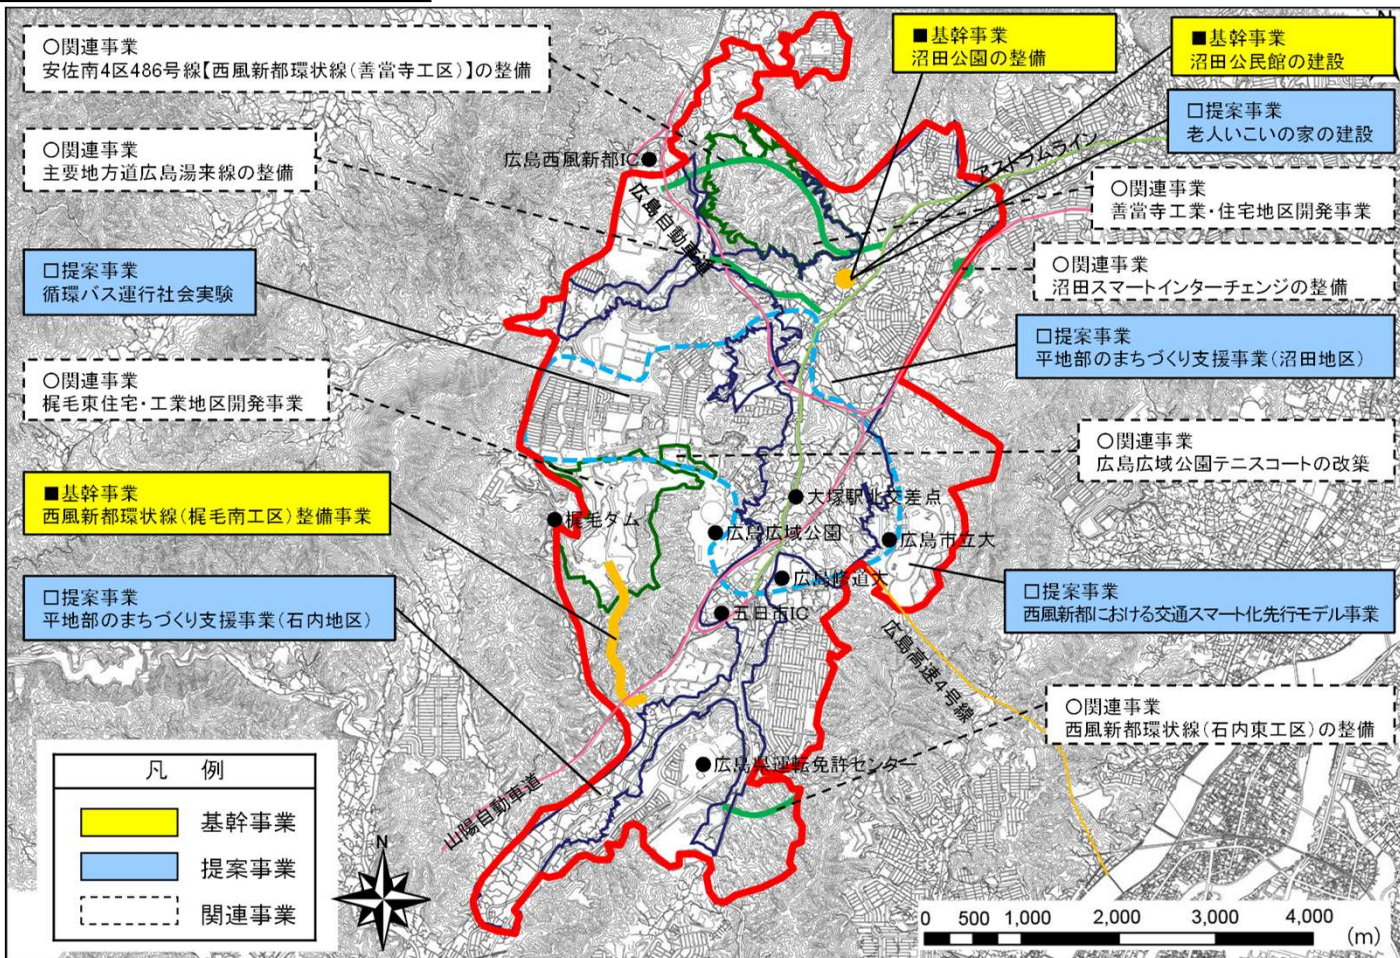 ○関連事業
安佐南4区486号線【西風新都環状線(善當寺工区)】の整備
■基幹事業
沼田公園の整備
■基幹事業
沼田公民館の建設
□提案事業
老人いこいの家の建設
○関連事業
主要地方道広島湯来線の整備
広島西風新都IC
アストラムライン
広島自動車道
○関連事業
善當寺工業・住宅地区開発事業
□提案事業
循環バス運行社会実験
○関連事業
沼田スマートインターチェンジの整備
□提案事業
平地部のまちづくり支援事業(沼田地区)
○関連事業
梶毛東住宅・工業地区開発事業
○関連事業
広島広域公園テニスコートの改築
■基幹事業
西風新都環状線(梶毛南工区)整備事業
大塚駅北交差点
梶毛ダム
広島広域公園
広島市立大
広島修道大
□提案事業
平地部のまちづくり支援事業(石内地区)
五日市IC
□提案事業
西風新都における交通スマート化先行モデル事業
広島高速4号線
○関連事業
西風新都環状線(石内東工区)の整備
広島県運転免許センター
山陽自動車道
凡 例
基幹事業
提案事業
関連事業
N
0 500 1,000 2,000 3,000 4,000
(m)